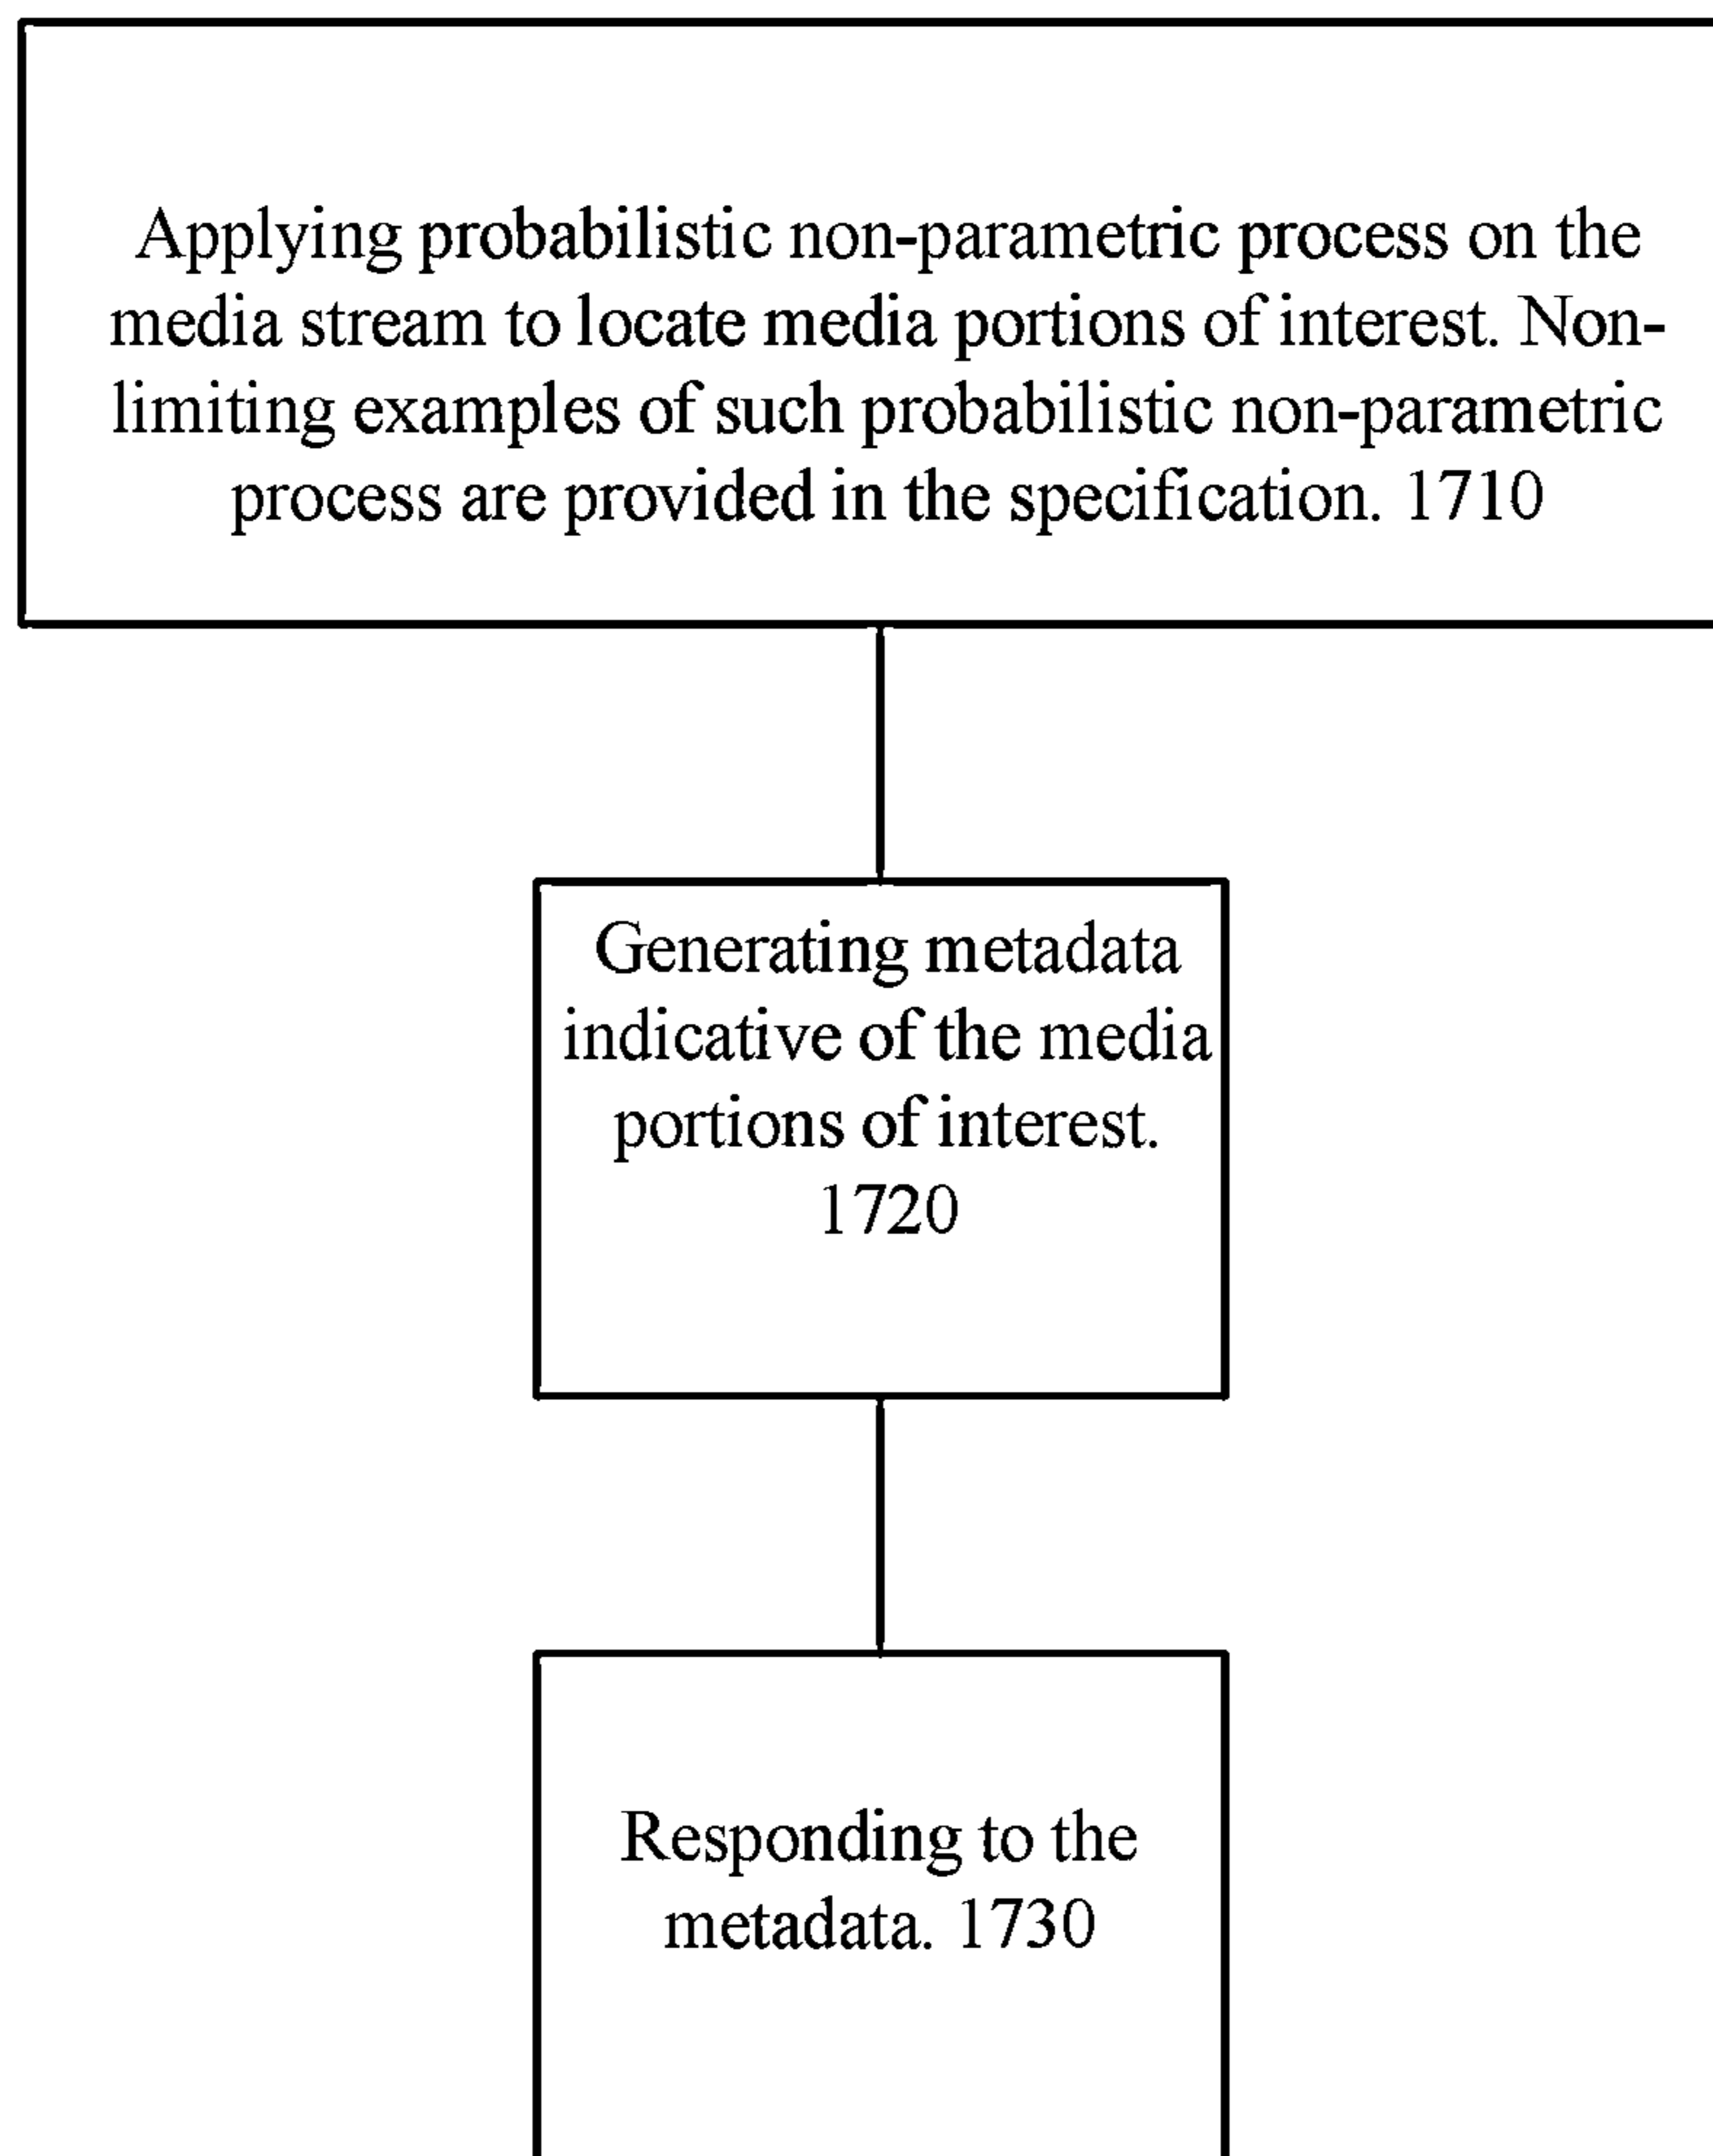 Applying probabilistic non-parametric process on the
media stream to locate media portions of interest. Non-
limiting examples of such probabilistic non-parametric
process are provided in the specification. 1710
Generating metadata
indicative of the media
portions of interest.
1720
Responding to the
metadata. 1730